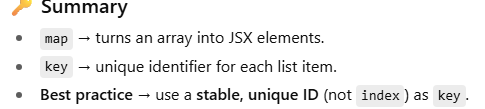 🔑 Summary
• map → turns an array into JSX elements.
• key → unique identifier for each list item.
• Best practice → use a stable, unique ID (not index) as key.